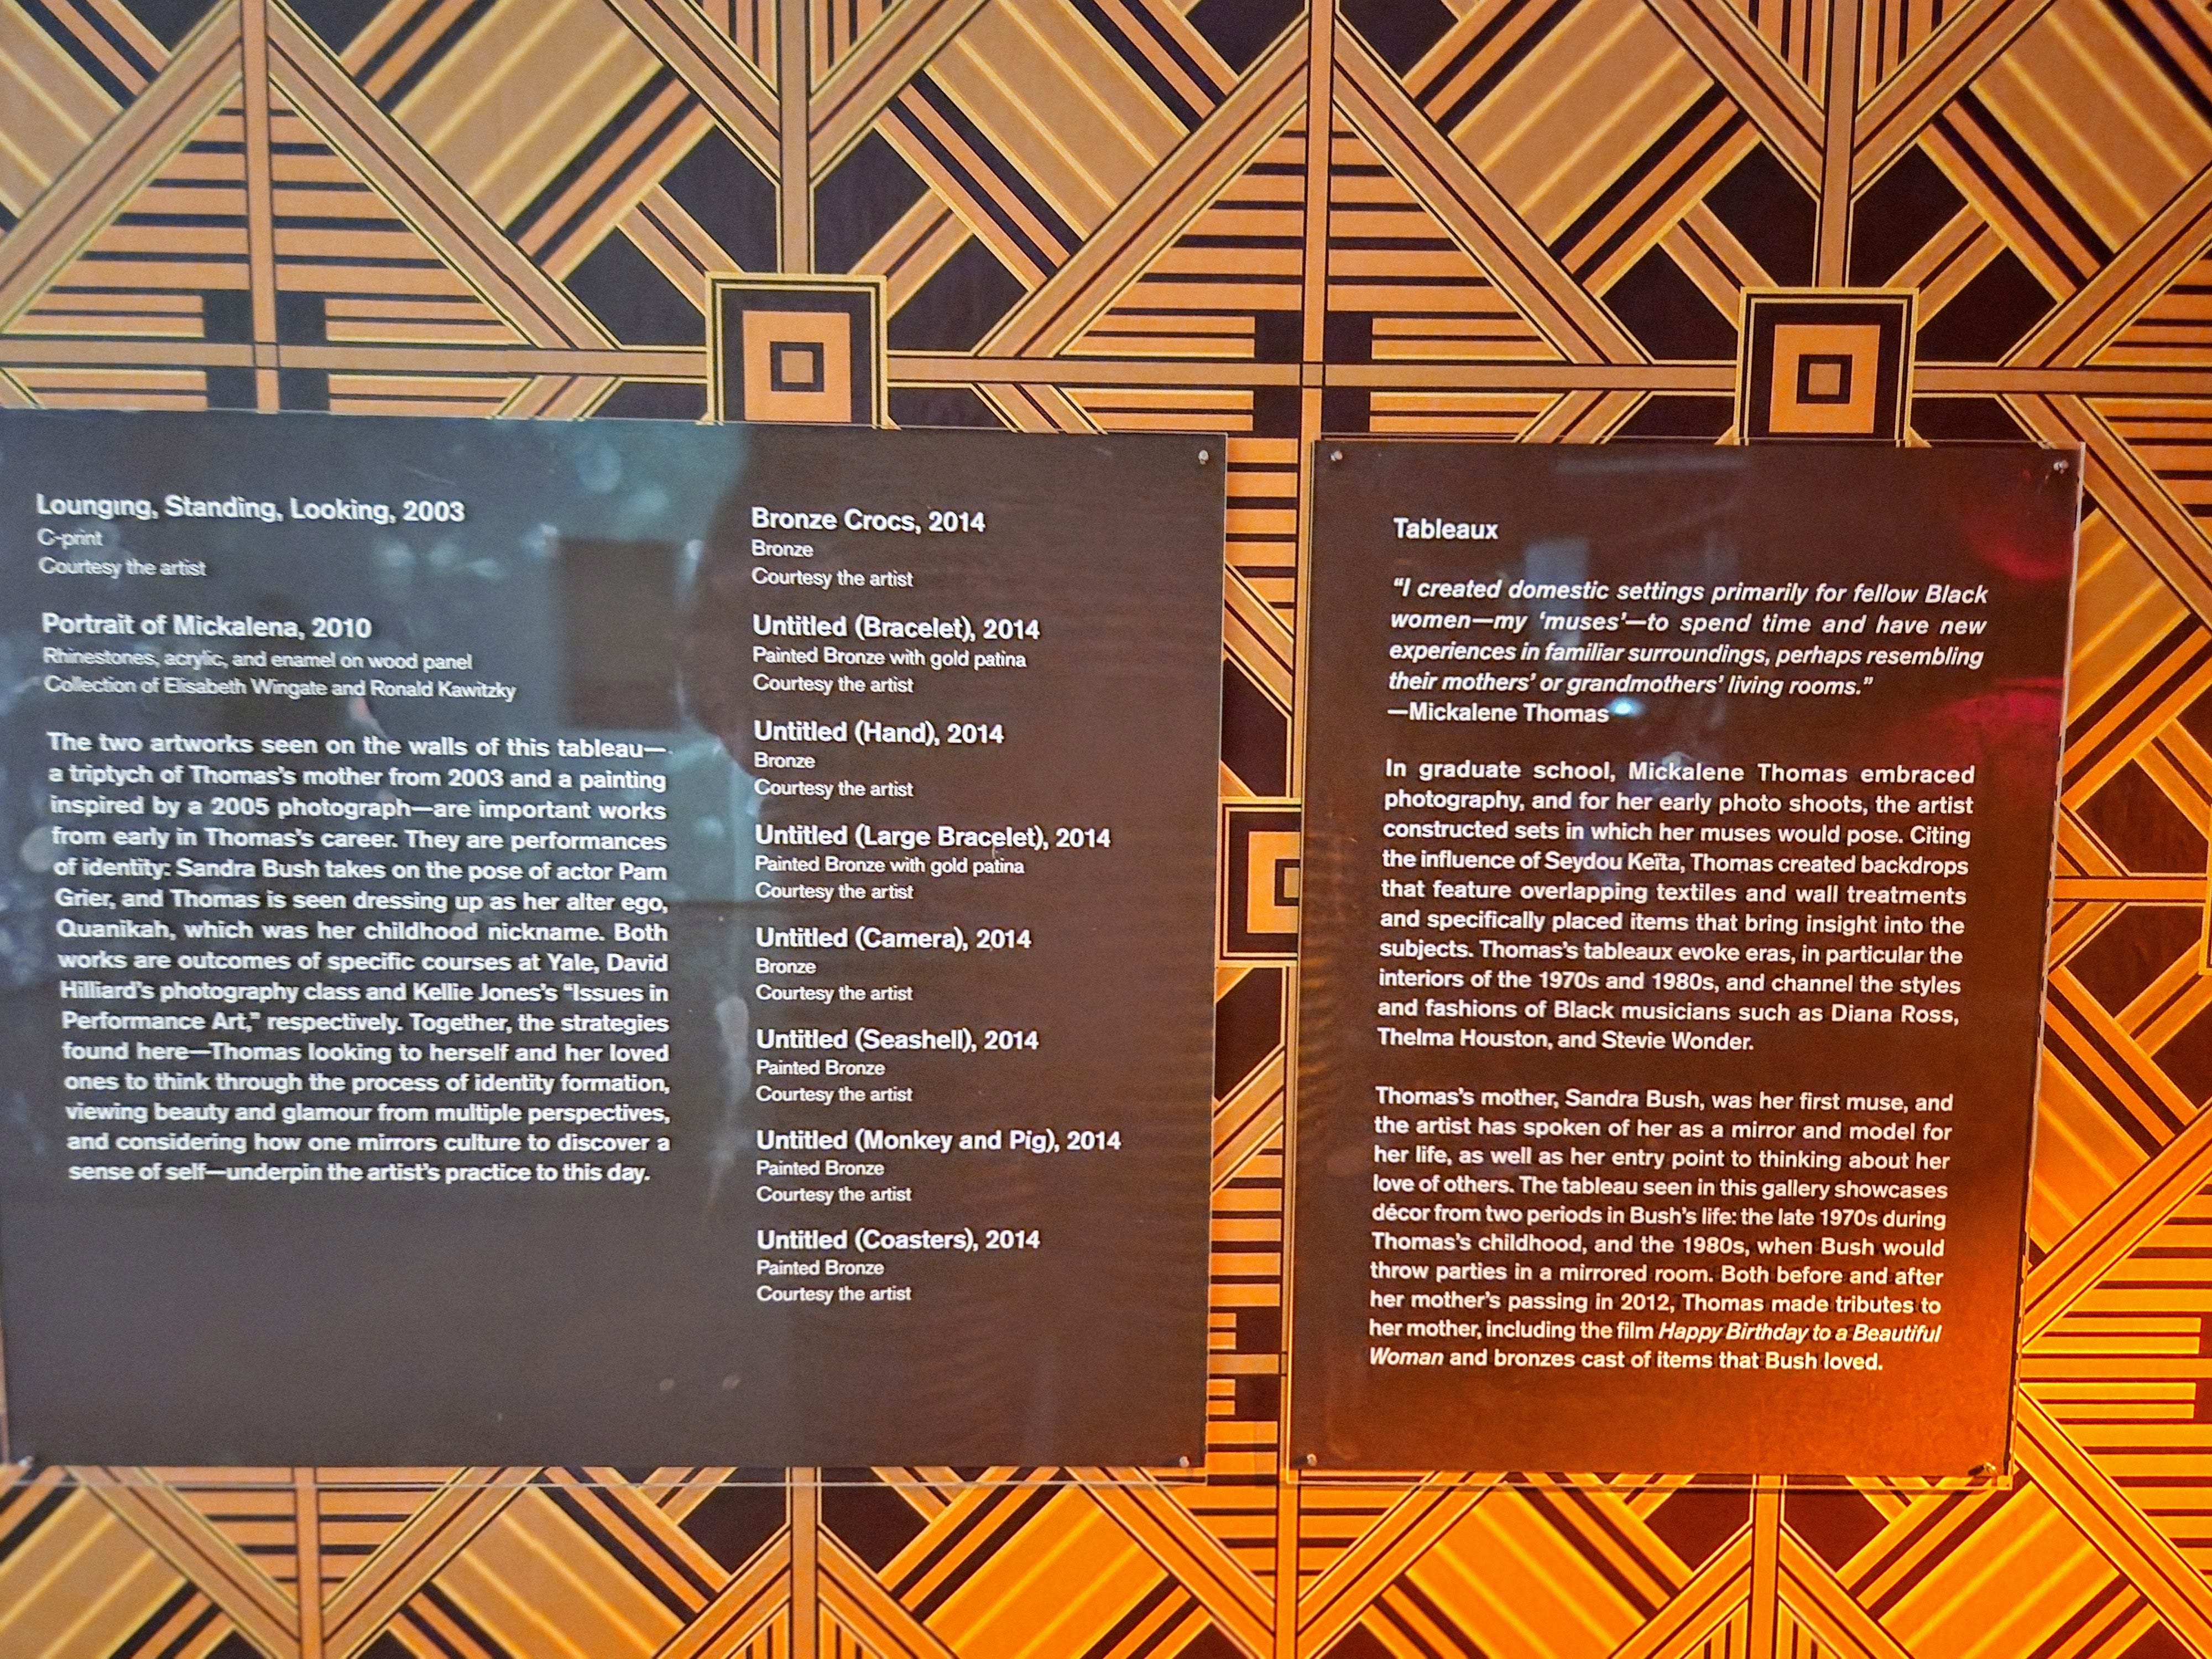 Lounging, Standing, Looking, 2003
C-print
Courtesy the artist
Portrait of Mickalena, 2010
Rhinestones, acrylic, and enamel on wood panel
Collection of Elisabeth Wingate and Ronald Kawitzky
The two artworks seen on the walls of this tableau—
a triptych of Thomas's mother from 2003 and a painting
inspired by a 2005 photograph—are important works
from early in Thomas's career. They are performances
of identity: Sandra Bush takes on the pose of actor Pam
Grier, and Thomas is seen dressing up as her alter ego,
Quanikah, which was her childhood nickname. Both
works are outcomes of specific courses at Yale, David
Hilliard's photography class and Kellie Jones's “Issues in
Performance Art,” respectively. Together, the strategies
found here—Thomas looking to herself and her loved
ones to think through the process of identity formation,
viewing beauty and glamour from multiple perspectives,
and considering how one mirrors culture to discover a
sense of self—underpin the artist's practice to this day.
Bronze Crocs, 2014
Bronze
Courtesy the artist
Untitled (Bracelet), 2014
Painted Bronze with gold patina
Courtesy the artist
Untitled (Hand), 2014
Bronze
Courtesy the artist
Untitled (Large Bracelet), 2014
Painted Bronze with gold patina
Courtesy the artist
Untitled (Camera), 2014
Bronze
Courtesy the artist
Untitled (Seashell), 2014
Painted Bronze
Courtesy the artist
Untitled (Monkey and Pig), 2014
Painted Bronze
Courtesy the artist
Untitled (Coasters), 2014
Painted Bronze
Courtesy the artist
Tableaux
“I created domestic settings primarily for fellow Black
women—my ‘muses’—to spend time and have new
experiences in familiar surroundings, perhaps resembling
their mothers’ or grandmothers’ living rooms.”
—Mickalene Thomas
In graduate school, Mickalene Thomas embraced
photography, and for her early photo shoots, the artist
constructed sets in which her muses would pose. Citing
the influence of Seydou Keïta, Thomas created backdrops
that feature overlapping textiles and wall treatments
and specifically placed items that bring insight into the
subjects. Thomas's tableaux evoke eras, in particular the
interiors of the 1970s and 1980s, and channel the styles
and fashions of Black musicians such as Diana Ross,
Thelma Houston, and Stevie Wonder.
Thomas's mother, Sandra Bush, was her first muse, and
the artist has spoken of her as a mirror and model for
her life, as well as her entry point to thinking about her
love of others. The tableau seen in this gallery showcases
décor from two periods in Bush's life: the late 1970s during
Thomas's childhood, and the 1980s, when Bush would
throw parties in a mirrored room. Both before and after
her mother's passing in 2012, Thomas made tributes to
her mother, including the film Happy Birthday to a Beautiful
Woman and bronzes cast of items that Bush loved.